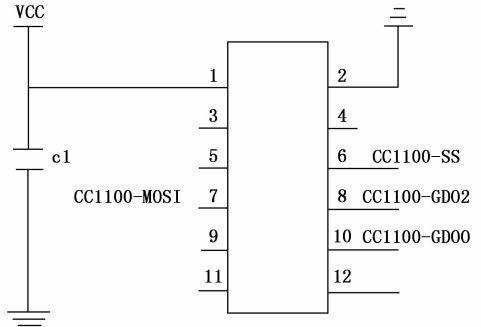 VCC
1 2
3 4
c1 5 6 CC1100-SS
CC1100-MOSI 7 8 CC1100-GDO2
9 10 CC1100-GDO0
11 12